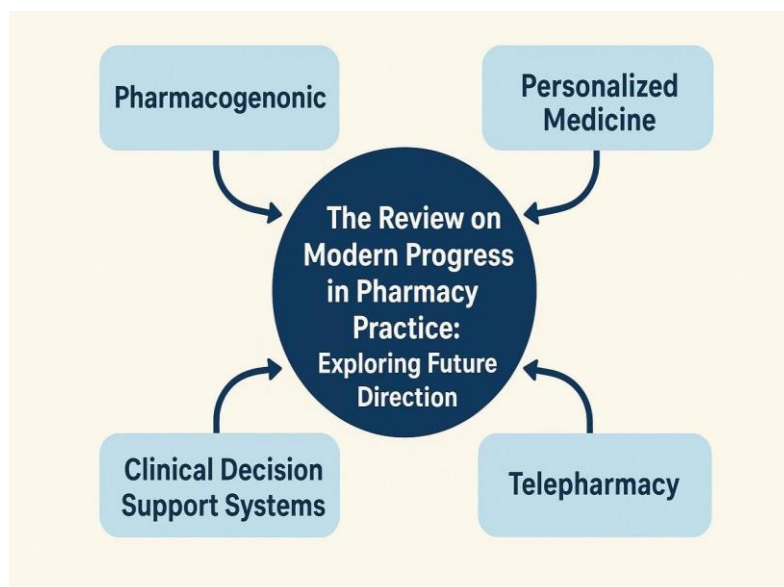 Pharmacogenonic
Personalized
Medicine
The Review on
Modern Progress
in Pharmacy
Practice:
Exploring Future
Direction
Clinical Decision
Support Systems
Telepharmacy